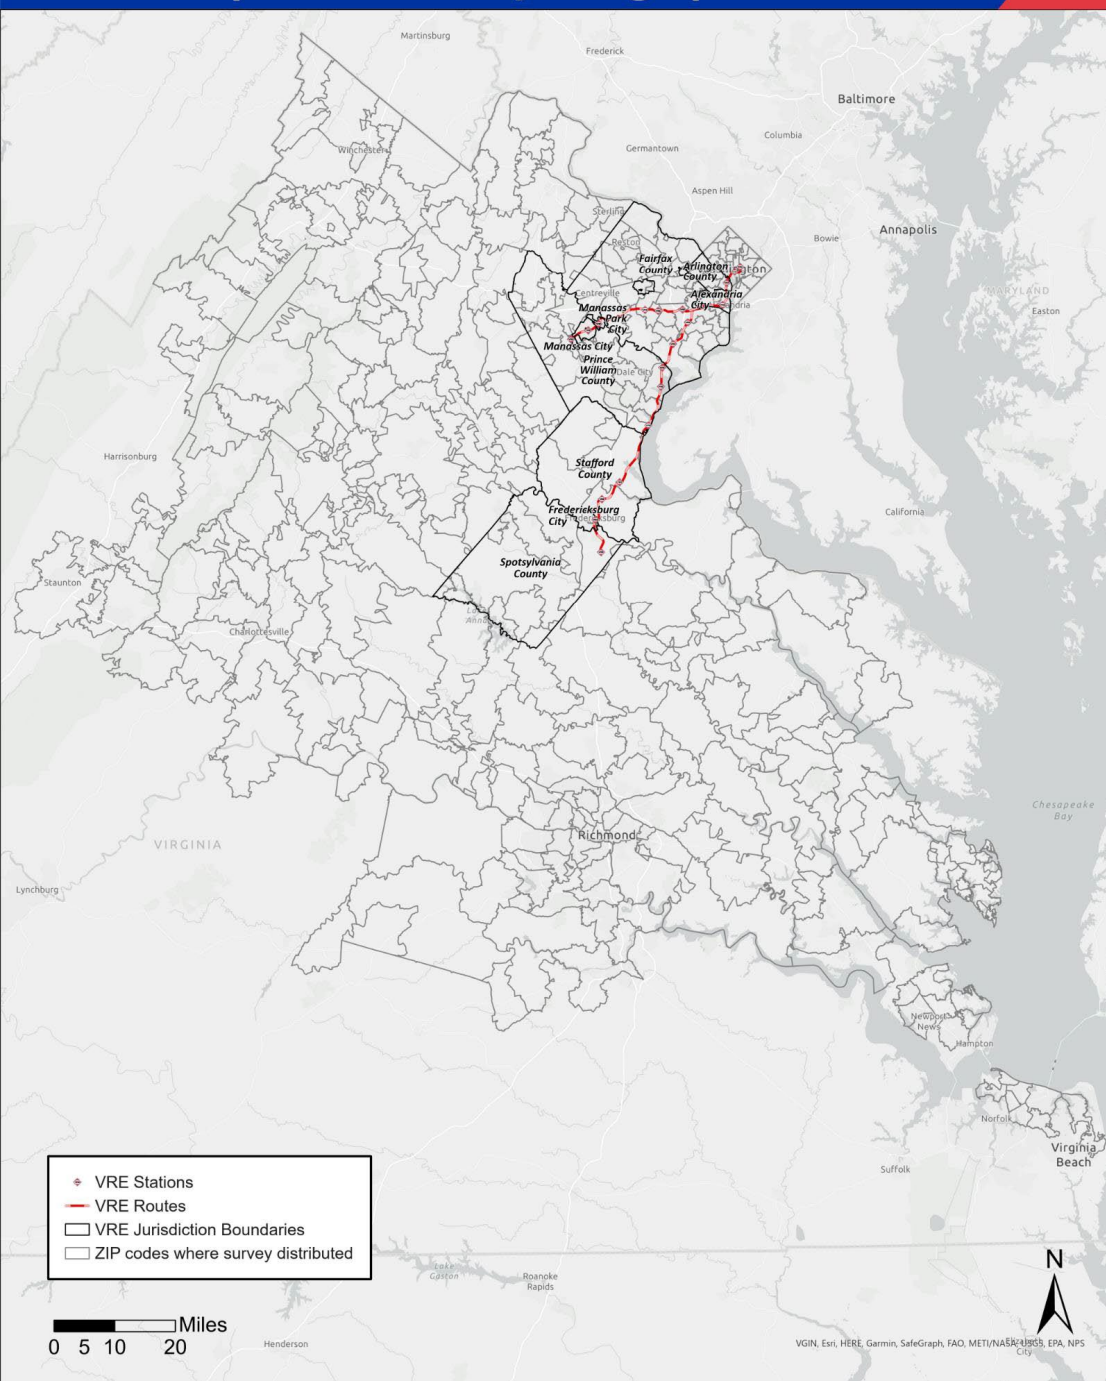 Martinsburg
Frederick
Baltimore
Columbia
Winchester
Germantown
Aspen Hill
Sterling
Annapolis
Bowie
Reston
Fairfax
County
Arlington
County
MARYLAND
Centreville
Alexandria
City
Easton
Manassas
Park
City
Manassas City
Prince
William
County
Dale City
Harrisonburg
Stafford
County
California
Fredericksburg
City
Fredericksburg
Spotsylvania
County
Staunton
Charlottesville
Chesapeake
Bay
Richmond
VIRGINIA
Lynchburg
Newport
News
Hampton
Norfolk
Virginia
Beach
Suffolk
VRE Stations
VRE Routes
VRE Jurisdiction Boundaries
ZIP codes where survey distributed
Lake
Gaston
Roanoke
Rapids
N
Miles
0 5 10 20
Henderson
VGIN, Esri, HERE, Garmin, SafeGraph, FAO, METI/NASA, USGS, EPA, NPS
City